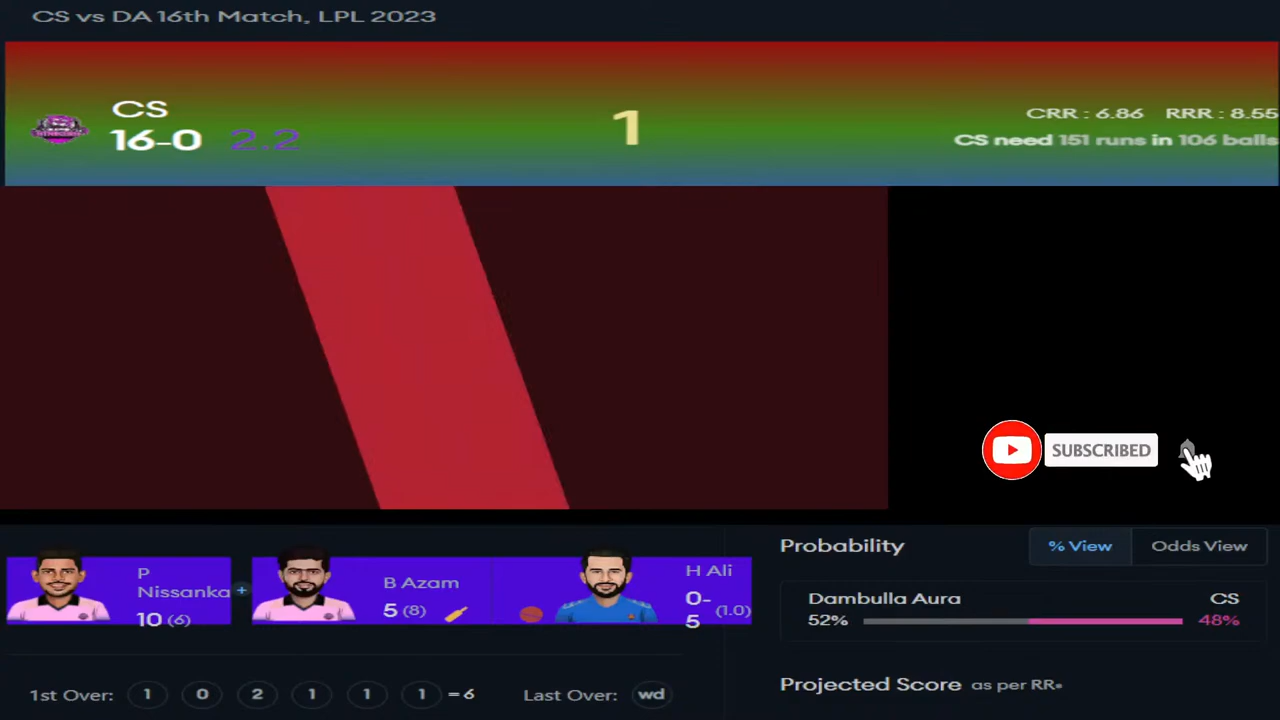 CS vs DA 16th Match, LPL 2023
CS
16-0 2.2
1
CRR : 6.86 RRR : 8.55
CS need 151 runs in 106 balls
SUBSCRIBED
P
Nissanka
10 (6)
B Azam
5 (8)
H Ali
0-
5 (1.0)
Probability
% View
Odds View
Dambulla Aura CS
52% 48%
1st Over: 1 0 2 1 1 1 = 6 Last Over: wd
Projected Score as per RR